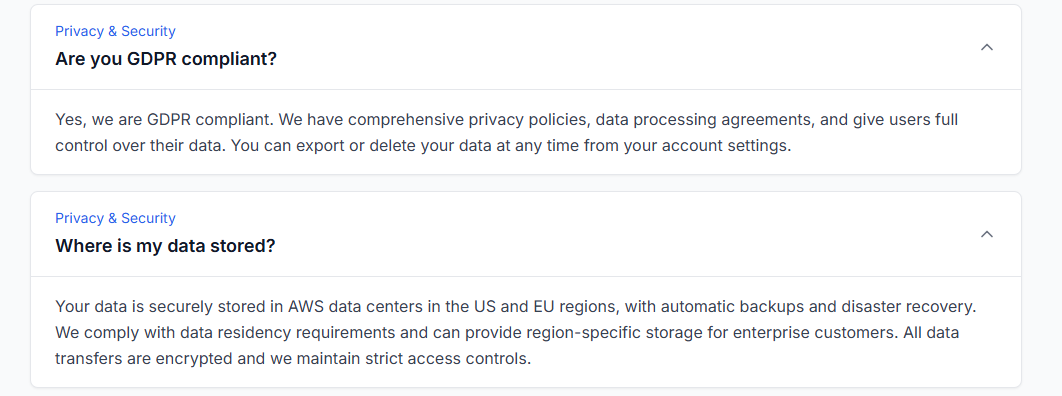 Privacy & Security
Are you GDPR compliant?
Yes, we are GDPR compliant. We have comprehensive privacy policies, data processing agreements, and give users full
control over their data. You can export or delete your data at any time from your account settings.
Privacy & Security
Where is my data stored?
Your data is securely stored in AWS data centers in the US and EU regions, with automatic backups and disaster recovery.
We comply with data residency requirements and can provide region-specific storage for enterprise customers. All data
transfers are encrypted and we maintain strict access controls.